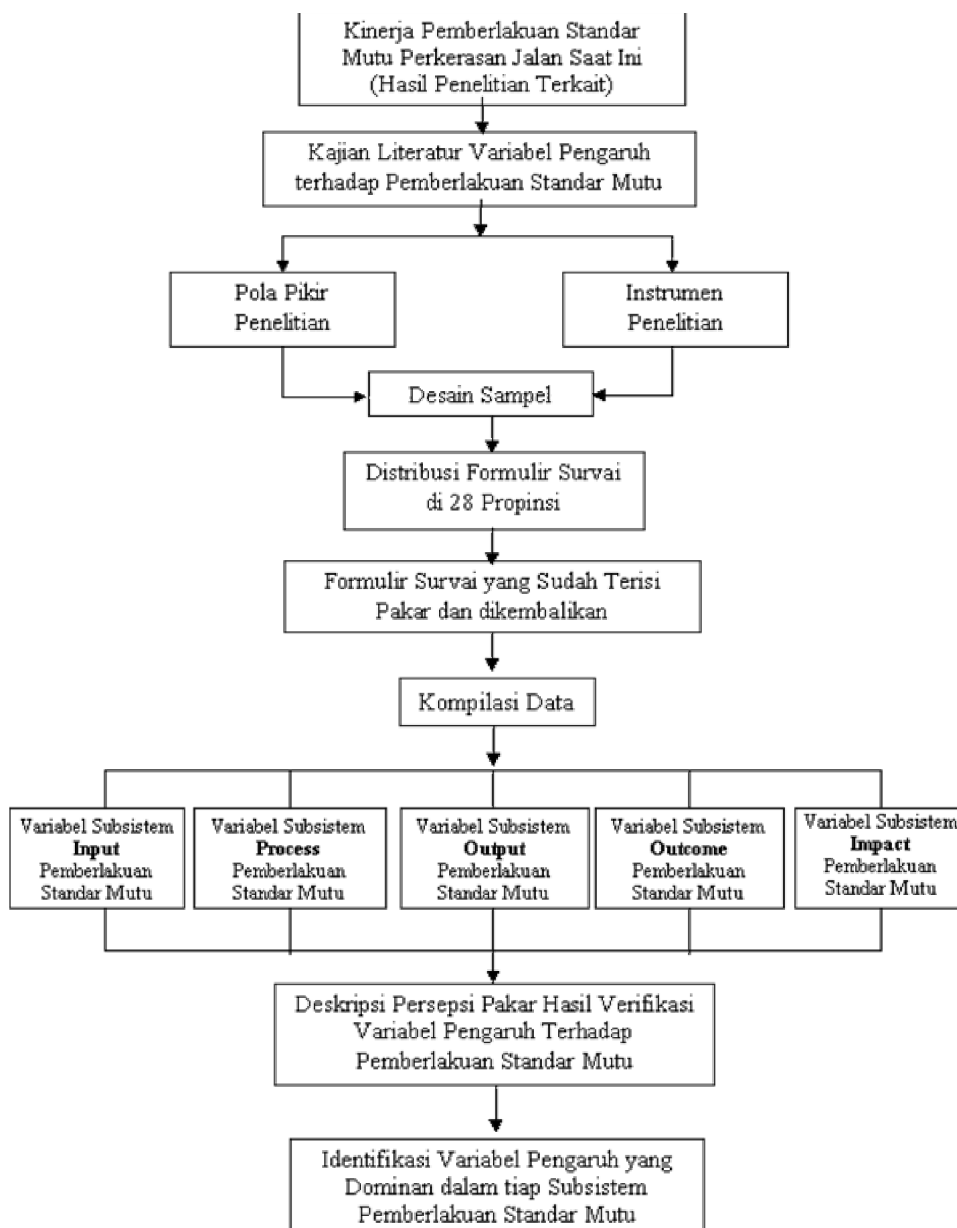 Kinerja Pemberlakuan Standar
Mutu Perkerasan Jalan Saat Ini
(Hasil Penelitian Terkait)
Kajian Literatur Variabel Pengaruh
terhadap Pemberlakuan Standar Mutu
Pola Pikir
Penelitian
Instrumen
Penelitian
Desain Sampel
Distribusi Formulir Survai
di 28 Propinsi
Formulir Survai yang Sudah Terisi
Pakar dan dikembalikan
Kompilasi Data
Variabel Subsistem
Input
Pemberlakuan
Standar Mutu
Variabel Subsistem
Process
Pemberlakuan
Standar Mutu
Variabel Subsistem
Output
Pemberlakuan
Standar Mutu
Variabel Subsistem
Outcome
Pemberlakuan
Standar Mutu
Variabel Subsistem
Impact
Pemberlakuan
Standar Mutu
Deskripsi Persepsi Pakar Hasil Verifikasi
Variabel Pengaruh Terhadap
Pemberlakuan Standar Mutu
Identifikasi Variabel Pengaruh yang
Dominan dalam tiap Subsistem
Pemberlakuan Standar Mutu